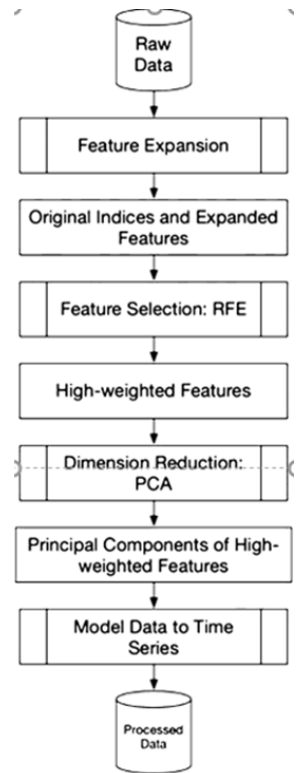 Raw
Data
Feature Expansion
Original Indices and Expanded
Features
Feature Selection: RFE
High-weighted Features
Dimension Reduction:
PCA
Principal Components of High-
weighted Features
Model Data to Time
Series
Processed
Data